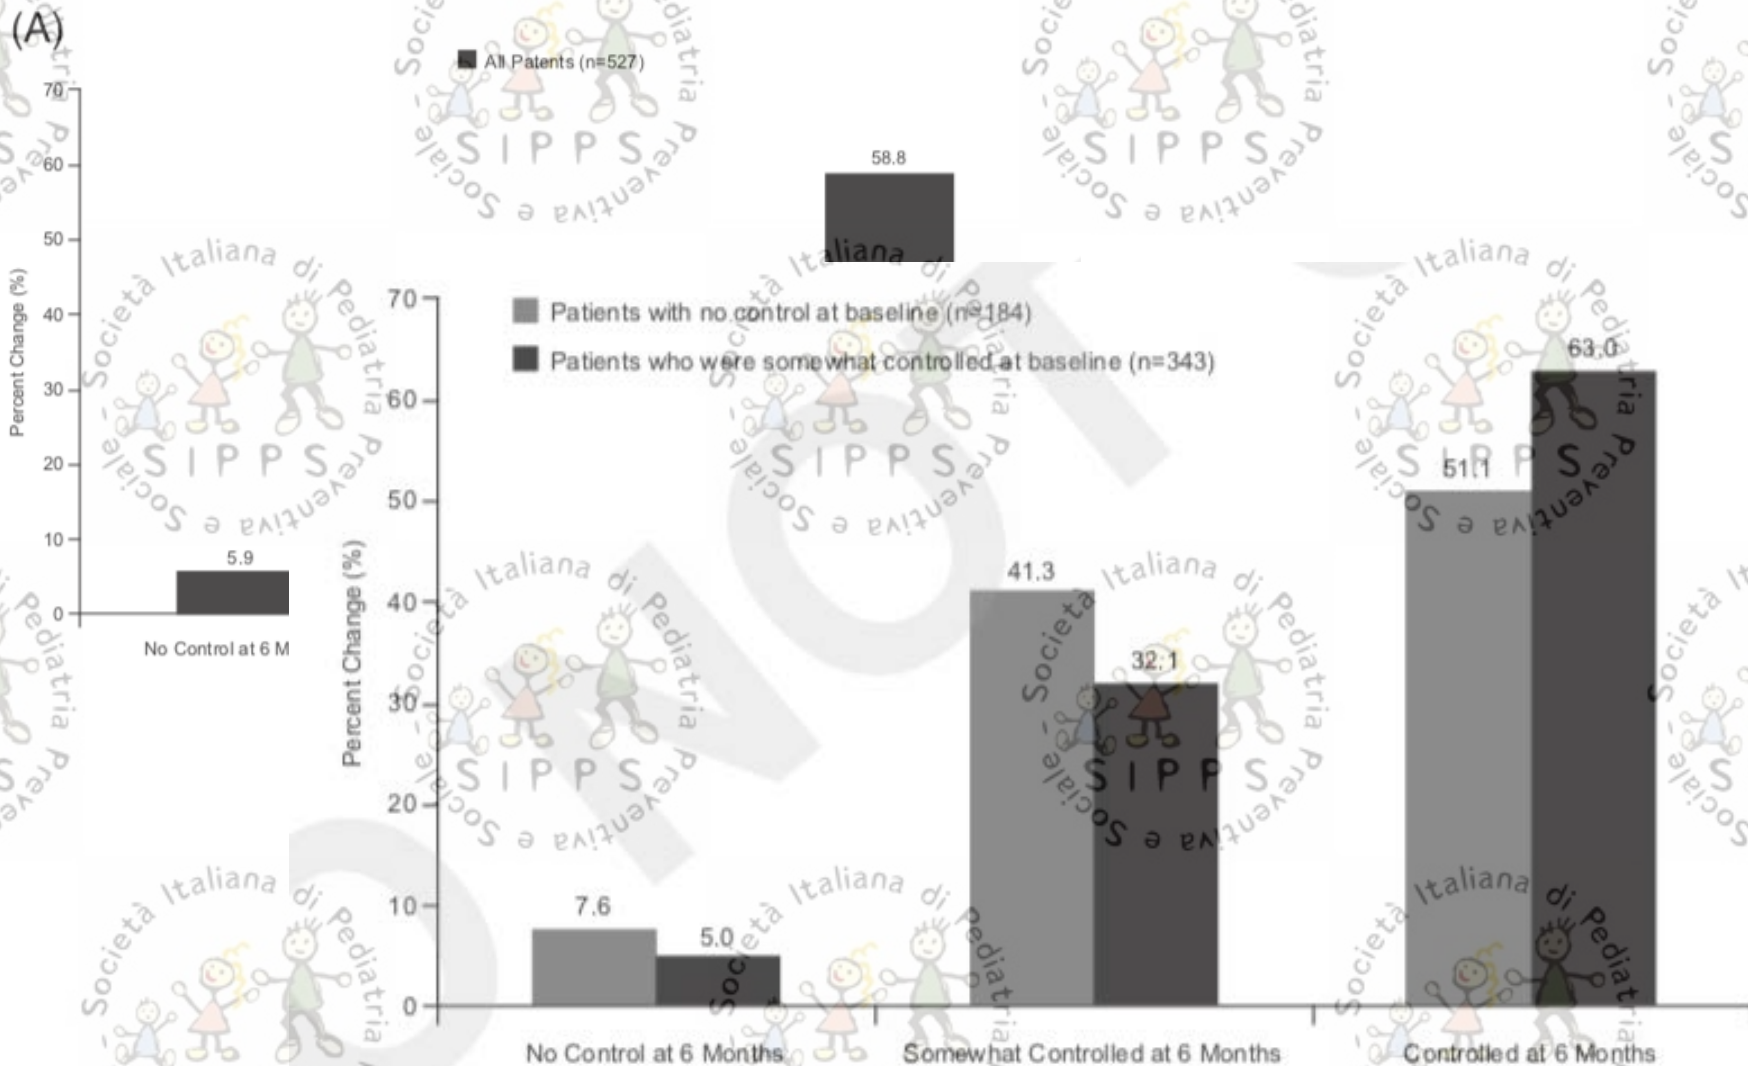 (A)
All Patents (n=527)
70
60
50
40
30
20
10
0
Percent Change (%)
58.8
5.9
No Control at 6 M
Patients with no control at baseline (n=184)
Patients who were somewhat controlled at baseline (n=343)
70
60
50
40
30
20
10
0
Percent Change (%)
7.6
5.0
41.3
32.1
51.1
63.0
No Control at 6 Months
Somewhat Controlled at 6 Months
Controlled at 6 Months
Società Italiana di Pediatria Preventiva e Sociale -
SIPPS
NOT